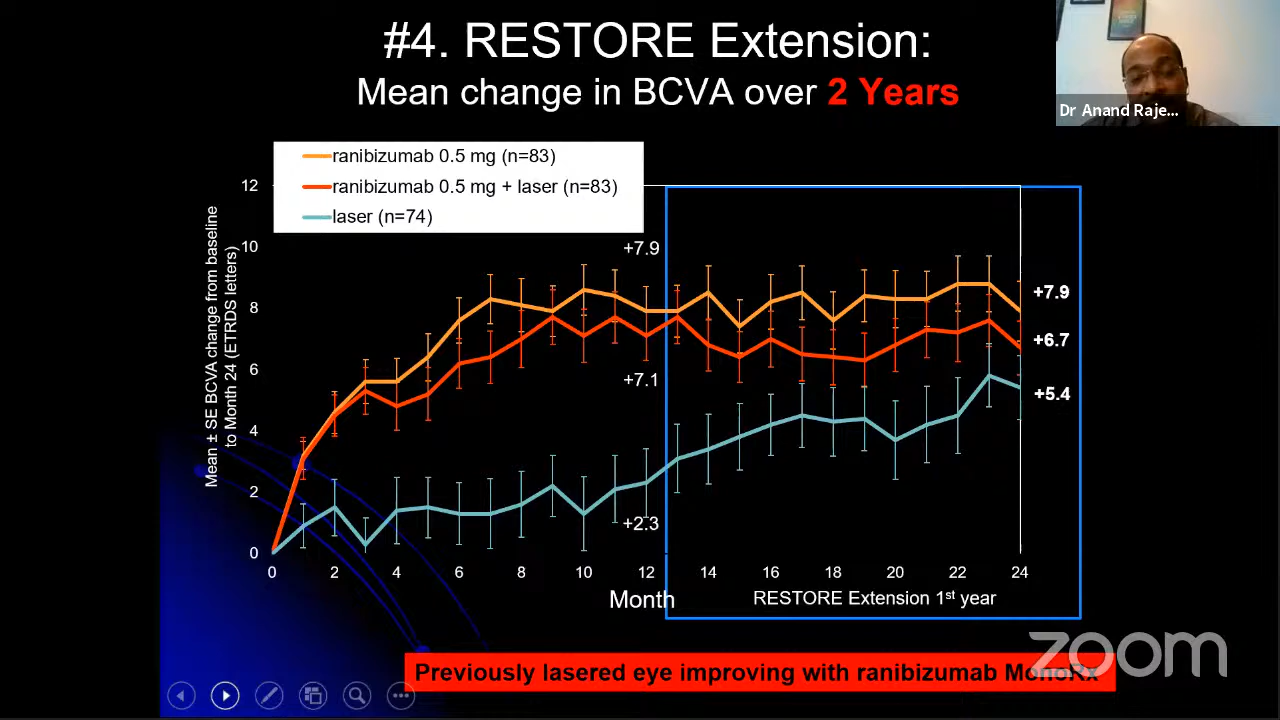 #4. RESTORE Extension:
Mean change in BCVA over 2 Years
Dr Anand Raje...
ranibizumab 0.5 mg (n=83)
ranibizumab 0.5 mg + laser (n=83)
laser (n=74)
Mean ± SE BCVA change from baseline
to Month 24 (ETRDS letters)
12
10
8
6
4
2
0
+7.9
+7.1
+2.3
+7.9
+6.7
+5.4
0 2 4 6 8 10 12 14 16 18 20 22 24
Month
RESTORE Extension 1st year
zoom
Previously lasered eye improving with ranibizumab MonoRx